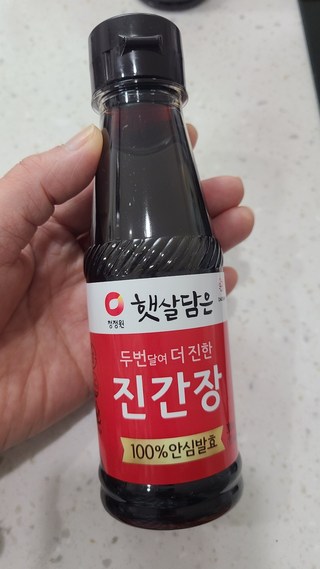 청정원
햇살담은
두번달여 더 진한
진간장
100%안심발효